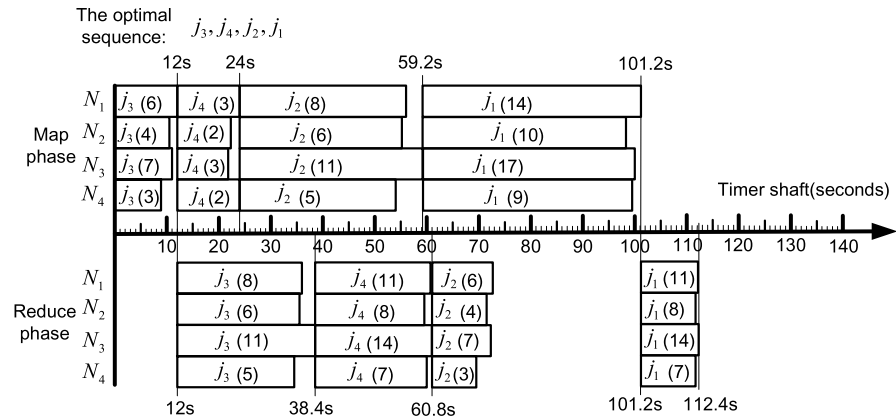 The optimal
sequence: j3, j4, j2, j1
12s 24s 59.2s 101.2s
Map
phase
N1 j3 (6) j4 (3) j2 (8) j1 (14)
N2 j3 (4) j4 (2) j2 (6) j1 (10)
N3 j3 (7) j4 (3) j2 (11) j1 (17)
N4 j3 (3) j4 (2) j2 (5) j1 (9)
Timer shaft(seconds)
10 20 30 40 50 60 70 80 90 100 110 120 130 140
Reduce
phase
N1 j3 (8) j4 (11) j2 (6) j1 (11)
N2 j3 (6) j4 (8) j2 (4) j1 (8)
N3 j3 (11) j4 (14) j2 (7) j1 (14)
N4 j3 (5) j4 (7) j2 (3) j1 (7)
12s 38.4s 60.8s 101.2s 112.4s